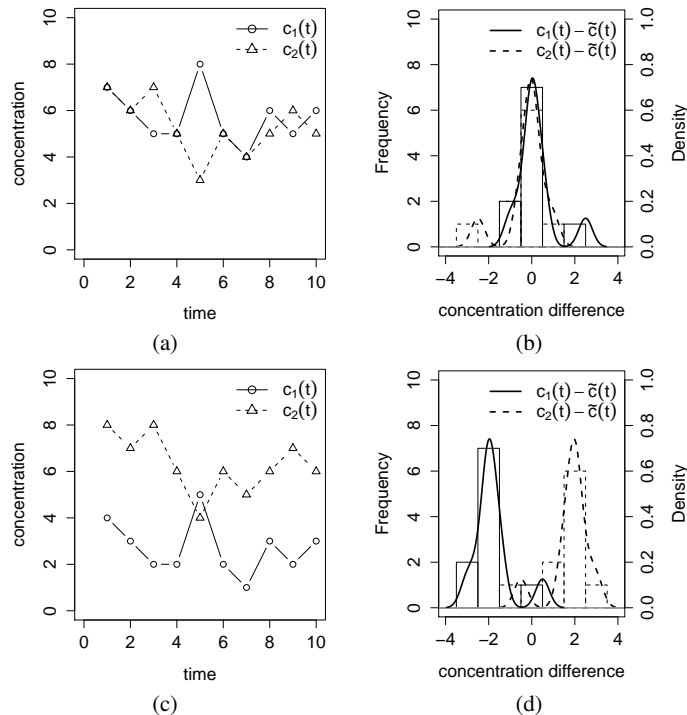 10
8
6
4
2
0
concentration
0 2 4 6 8 10
time
c₁(t)
c₂(t)
(a)
10
8
6
4
2
0
Frequency
c₁(t) − c̃(t)
c₂(t) − c̃(t)
1.0
0.8
0.6
0.4
0.2
0.0
Density
−4 −2 0 2 4
concentration difference
(b)
10
8
6
4
2
0
concentration
0 2 4 6 8 10
time
c₁(t)
c₂(t)
(c)
10
8
6
4
2
0
Frequency
c₁(t) − c̃(t)
c₂(t) − c̃(t)
1.0
0.8
0.6
0.4
0.2
0.0
Density
−4 −2 0 2 4
concentration difference
(d)